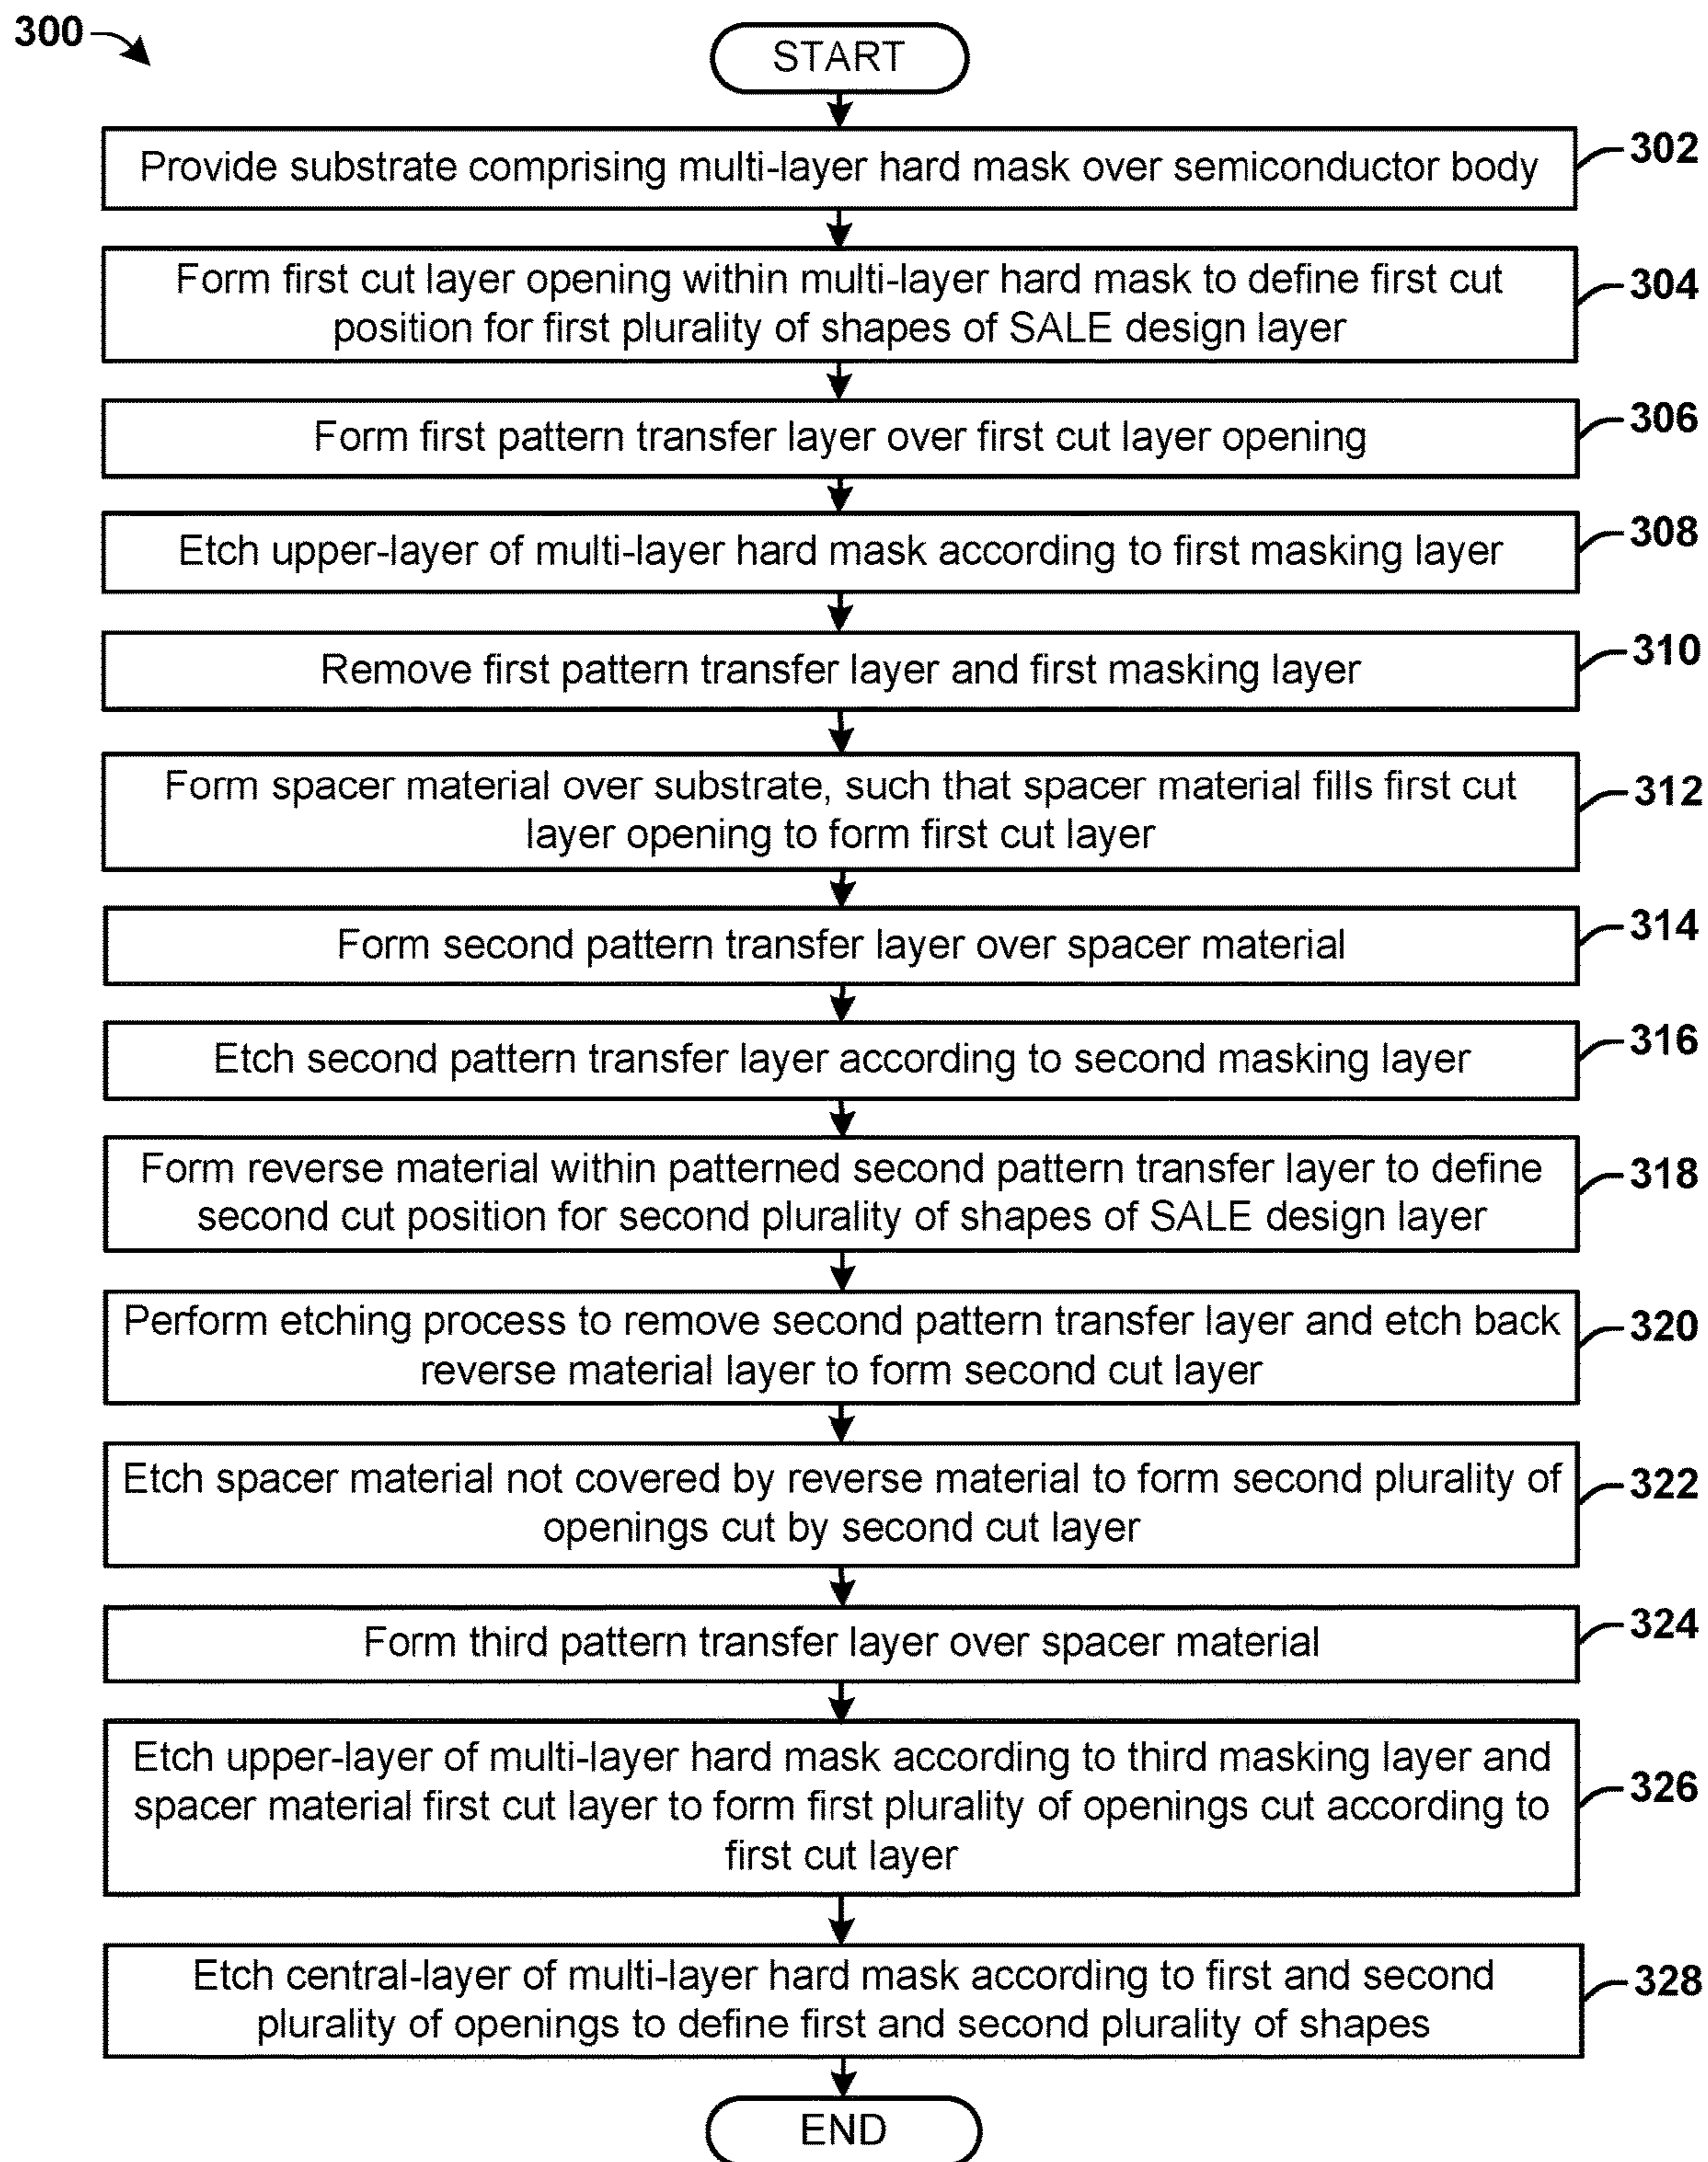 300
START
Provide substrate comprising multi-layer hard mask over semiconductor body
302
Form first cut layer opening within multi-layer hard mask to define first cut
position for first plurality of shapes of SALE design layer
304
Form first pattern transfer layer over first cut layer opening
306
Etch upper-layer of multi-layer hard mask according to first masking layer
308
Remove first pattern transfer layer and first masking layer
310
Form spacer material over substrate, such that spacer material fills first cut
layer opening to form first cut layer
312
Form second pattern transfer layer over spacer material
314
Etch second pattern transfer layer according to second masking layer
316
Form reverse material within patterned second pattern transfer layer to define
second cut position for second plurality of shapes of SALE design layer
318
Perform etching process to remove second pattern transfer layer and etch back
reverse material layer to form second cut layer
320
Etch spacer material not covered by reverse material to form second plurality of
openings cut by second cut layer
322
Form third pattern transfer layer over spacer material
324
Etch upper-layer of multi-layer hard mask according to third masking layer and
spacer material first cut layer to form first plurality of openings cut according to
first cut layer
326
Etch central-layer of multi-layer hard mask according to first and second
plurality of openings to define first and second plurality of shapes
328
END